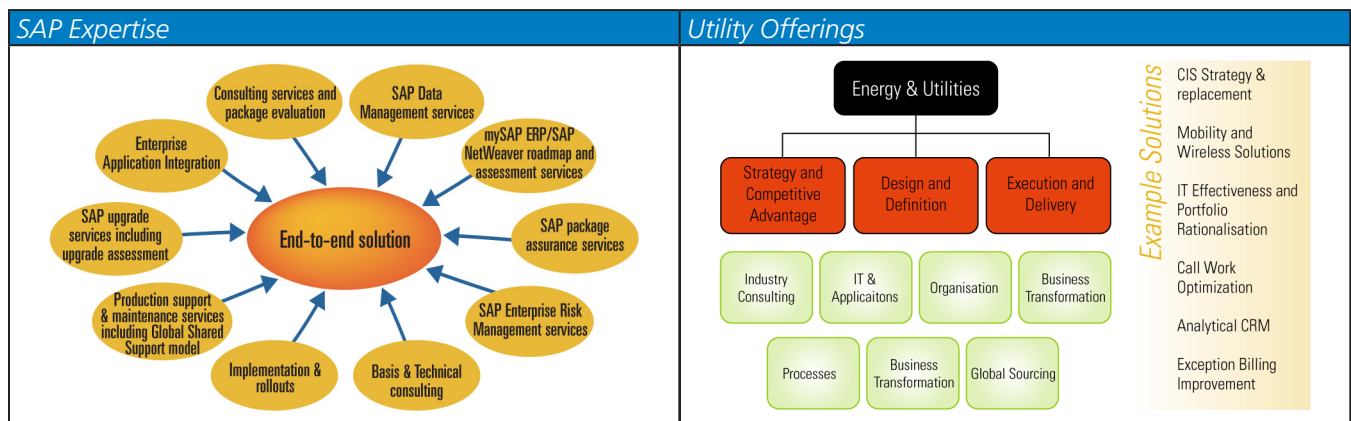 SAP Expertise
Consulting services and
package evaluation
SAP Data
Management services
Enterprise
Application Integration
mySAP ERP/SAP
NetWeaver roadmap and
assessment services
SAP upgrade
services including
upgrade assessment
End-to-end solution
SAP package
assurance services
Production support
& maintenance services
including Global Shared
Support model
SAP Enterprise Risk
Management services
Implementation &
rollouts
Basis & Technical
consulting
Utility Offerings
Energy & Utilities
Strategy and
Competitive
Advantage
Design and
Definition
Execution and
Delivery
Industry
Consulting
IT &
Applicaitons
Organisation
Business
Transformation
Processes
Business
Transformation
Global Sourcing
Example Solutions
CIS Strategy &
replacement
Mobility and
Wireless Solutions
IT Effectiveness and
Portfolio
Rationalisation
Call Work
Optimization
Analytical CRM
Exception Billing
Improvement